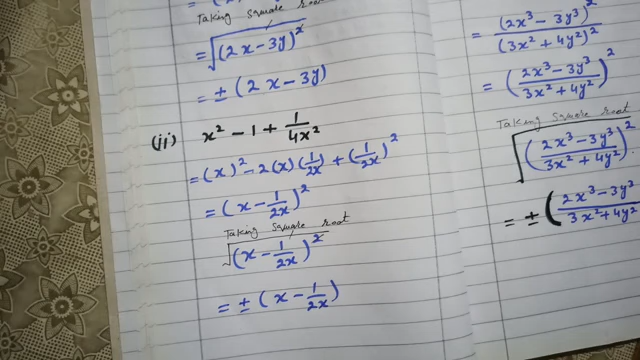 Taking square root
= √(2x-3y)²
= ± (2x-3y)
(ii) x² - 1 + 1/4x²
= (x)² - 2(x)(1/2x) + (1/2x)²
= (x - 1/2x)²
Taking square root
√(x - 1/2x)²
= ± (x - 1/2x)
= (2x³ - 3y³)²/(3x² + 4y²)²
= (2x³ - 3y³/3x² + 4y²)²
Taking square root
√(2x³ - 3y³/3x² + 4y²)²
= ± (2x³ - 3y³/3x² + 4y²